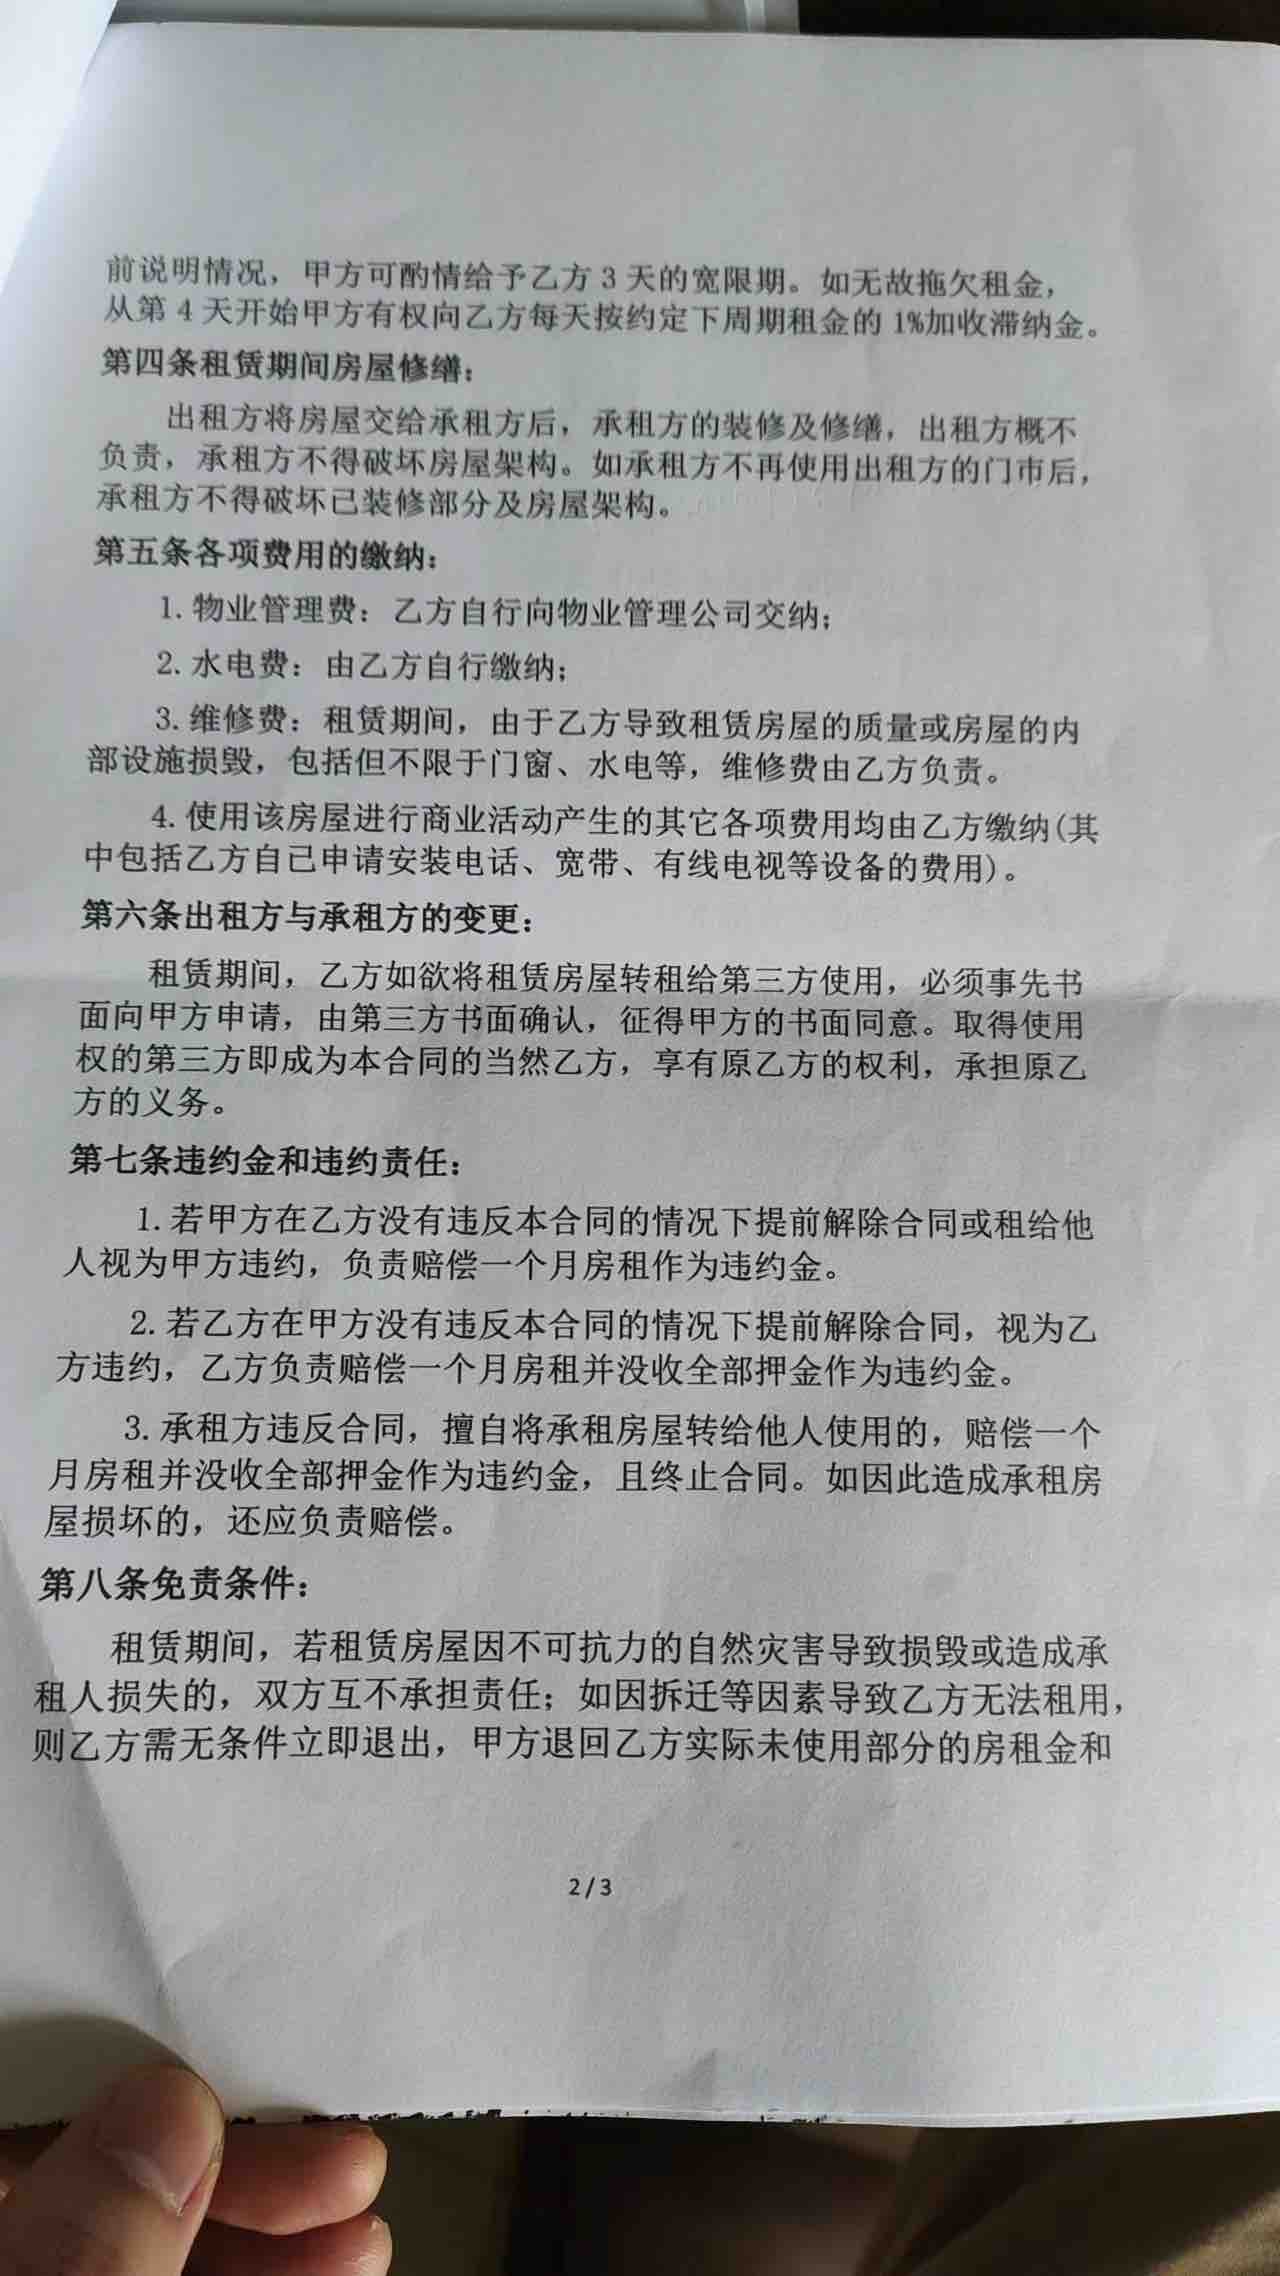 前说明情况，甲方可酌情给予乙方 3 天的宽限期。如无故拖欠租金，
从第 4 天开始甲方有权向乙方每天按约定下周期租金的 1%加收滞纳金。
第四条租赁期间房屋修缮：
出租方将房屋交给承租方后，承租方的装修及修缮，出租方概不
负责，承租方不得破坏房屋架构。如承租方不再使用出租方的门市后，
承租方不得破坏已装修部分及房屋架构。
第五条各项费用的缴纳：
1. 物业管理费：乙方自行向物业管理公司交纳；
2. 水电费：由乙方自行缴纳；
3. 维修费：租赁期间，由于乙方导致租赁房屋的质量或房屋的内
部设施损毁，包括但不限于门窗、水电等，维修费由乙方负责。
4. 使用该房屋进行商业活动产生的其它各项费用均由乙方缴纳(其
中包括乙方自己申请安装电话、宽带、有线电视等设备的费用)。
第六条出租方与承租方的变更：
租赁期间，乙方如欲将租赁房屋转租给第三方使用，必须事先书
面向甲方申请，由第三方书面确认，征得甲方的书面同意。取得使用
权的第三方即成为本合同的当然乙方，享有原乙方的权利，承担原乙
方的义务。
第七条违约金和违约责任：
1. 若甲方在乙方没有违反本合同的情况下提前解除合同或租给他
人视为甲方违约，负责赔偿一个月房租作为违约金。
2. 若乙方在甲方没有违反本合同的情况下提前解除合同，视为乙
方违约，乙方负责赔偿一个月房租并没收全部押金作为违约金。
3. 承租方违反合同，擅自将承租房屋转给他人使用的，赔偿一个
月房租并没收全部押金作为违约金，且终止合同。如因此造成承租房
屋损坏的，还应负责赔偿。
第八条免责条件：
租赁期间，若租赁房屋因不可抗力的自然灾害导致损毁或造成承
租人损失的，双方互不承担责任；如因拆迁等因素导致乙方无法租用，
则乙方需无条件立即退出，甲方退回乙方实际未使用部分的房租金和
2 / 3